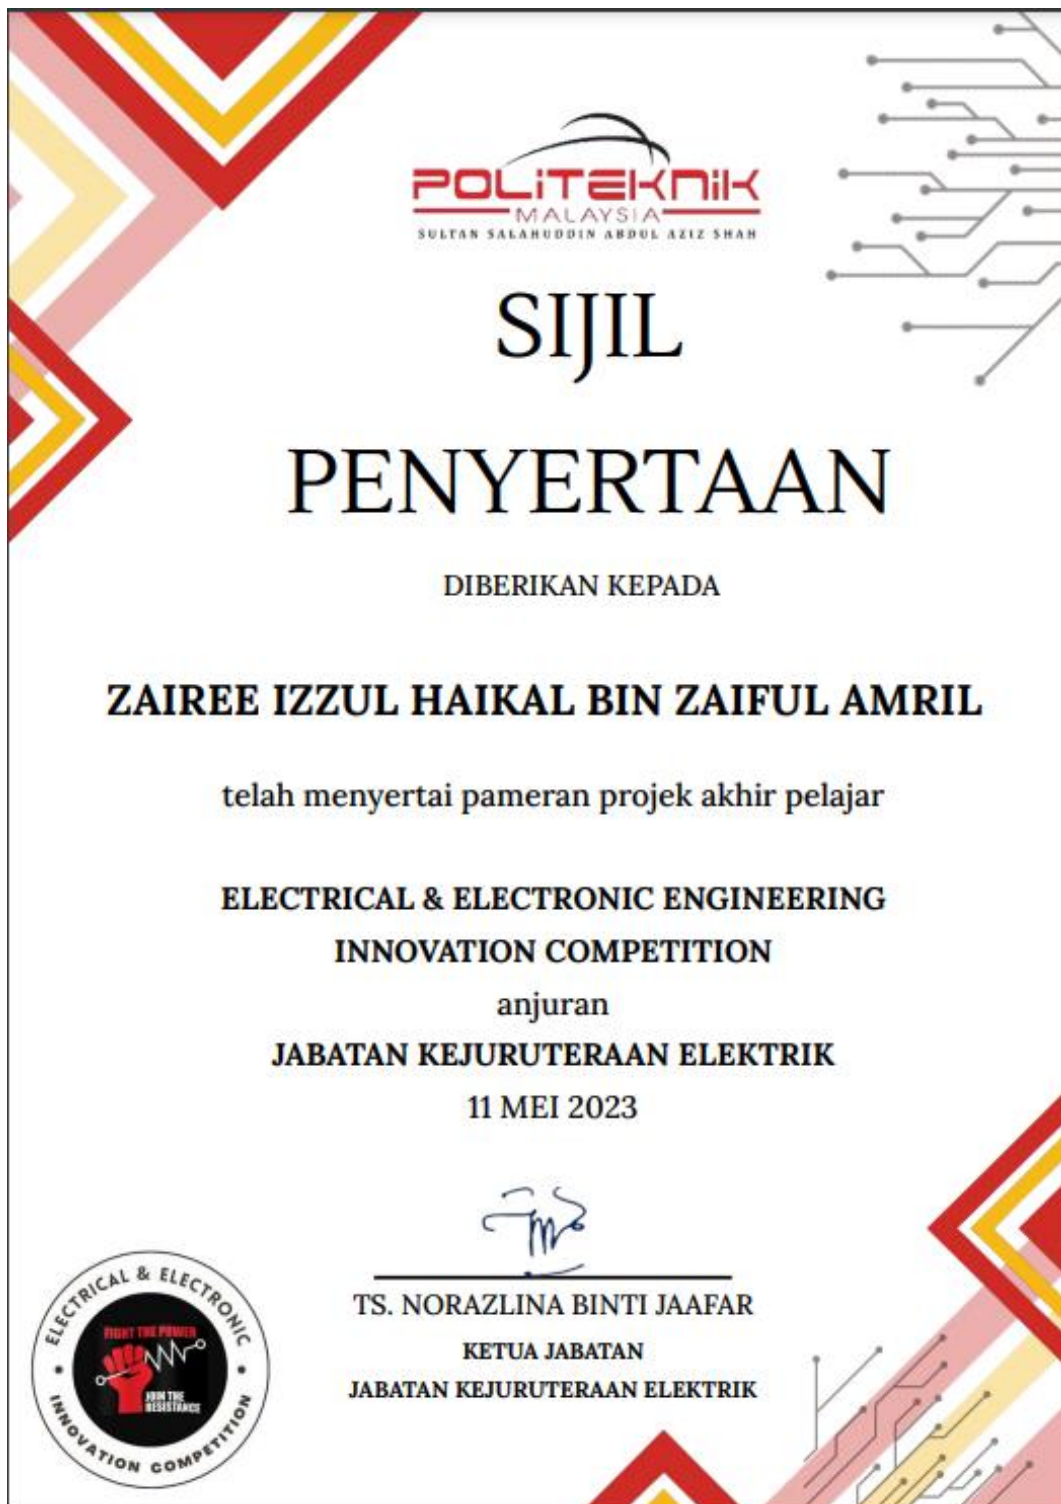 POLiTEKNiK
MALAYSIA
SULTAN SALAHUDDIN ABDUL AZIZ SHAH
SIJIL
PENYERTAAN
DIBERIKAN KEPADA
ZAIREE IZZUL HAIKAL BIN ZAIFUL AMRIL
telah menyertai pameran projek akhir pelajar
ELECTRICAL & ELECTRONIC ENGINEERING
INNOVATION COMPETITION
anjuran
JABATAN KEJURUTERAAN ELEKTRIK
11 MEI 2023
TS. NORAZLINA BINTI JAAFAR
KETUA JABATAN
JABATAN KEJURUTERAAN ELEKTRIK
ELECTRICAL & ELECTRONIC
FIGHT THE POWER
JOIN THE
RESISTANCE
INNOVATION COMPETITION